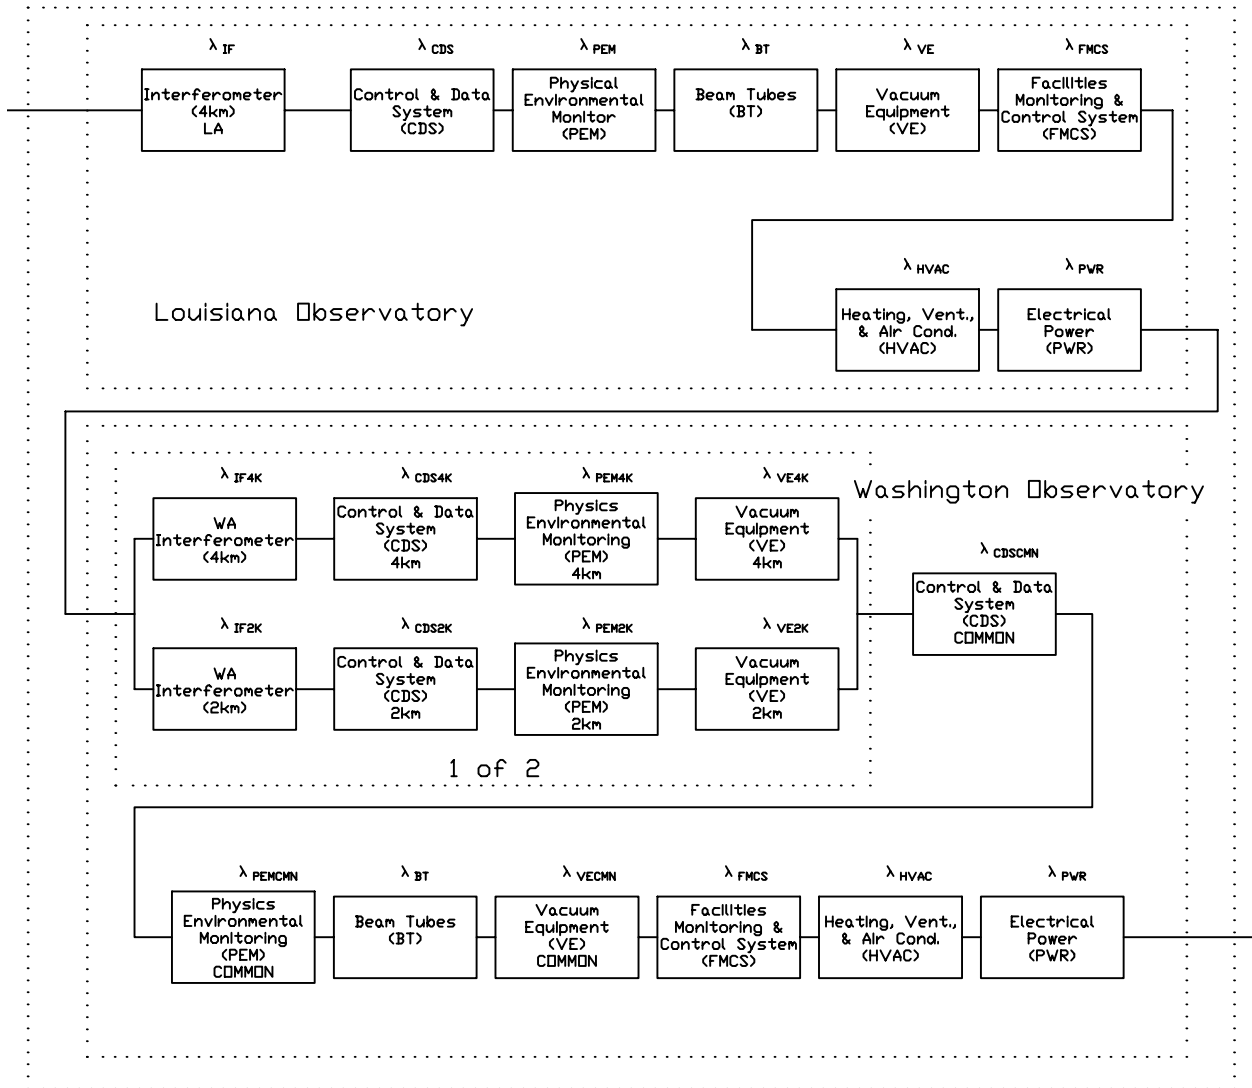 λ IF
λ CDS
λ PEM
λ BT
λ VE
λ FMCS
Interferometer
(4km)
LA
Control & Data
System
(CDS)
Physical
Environmental
Monitor
(PEM)
Beam Tubes
(BT)
Vacuum
Equipment
(VE)
Facilities
Monitoring &
Control System
(FMCS)
λ HVAC
λ PWR
Heating, Vent.,
& Air Cond.
(HVAC)
Electrical
Power
(PWR)
Louisiana Observatory
λ IF4K
λ CDS4K
λ PEM4K
λ VE4K
Washington Observatory
WA
Interferometer
(4km)
Control & Data
System
(CDS)
4km
Physics
Environmental
Monitoring
(PEM)
4km
Vacuum
Equipment
(VE)
4km
λ CDSCMN
Control & Data
System
(CDS)
COMMON
λ IF2K
λ CDS2K
λ PEM2K
λ VE2K
WA
Interferometer
(2km)
Control & Data
System
(CDS)
2km
Physics
Environmental
Monitoring
(PEM)
2km
Vacuum
Equipment
(VE)
2km
1 of 2
λ PEMCMN
λ BT
λ VECMN
λ FMCS
λ HVAC
λ PWR
Physics
Environmental
Monitoring
(PEM)
COMMON
Beam Tubes
(BT)
Vacuum
Equipment
(VE)
COMMON
Facilities
Monitoring &
Control System
(FMCS)
Heating, Vent.,
& Air Cond.
(HVAC)
Electrical
Power
(PWR)